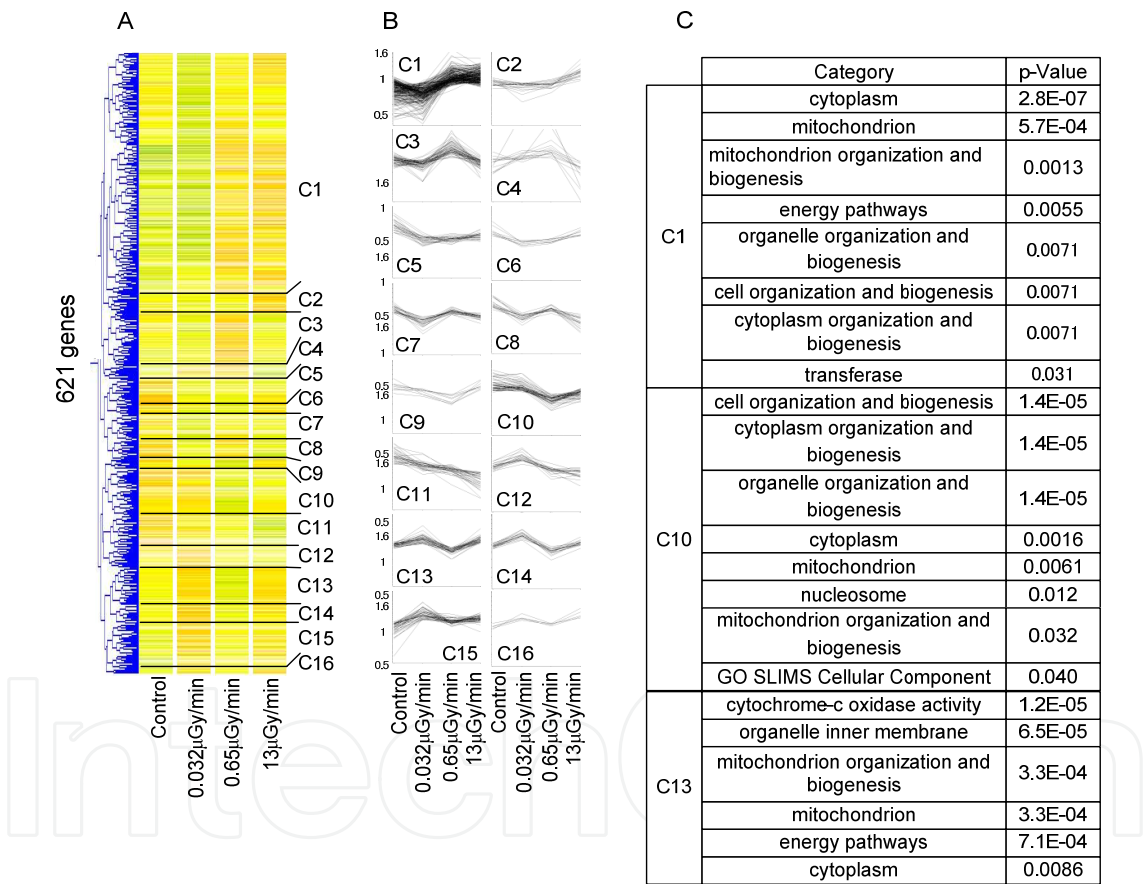 A
B
C
621 genes
C1
C2
C3
C4
C5
C6
C7
C8
C9
C10
C11
C12
C13
C14
C15
C16
Control
0.032µGy/min
0.65µGy/min
13µGy/min
1.6
1
0.5
C1
C2
C3
C4
1.6
1
0.5
C5
C6
1.6
1
0.5
C7
C8
1.6
1
0.5
C9
C10
1.6
1
0.5
C11
C12
1.6
1
0.5
C13
C14
1.6
1
0.5
C15
C16
1.6
1
0.5
Control
0.032µGy/min
0.65µGy/min
13µGy/min
Control
0.032µGy/min
0.65µGy/min
13µGy/min
Category p-Value
C1
cytoplasm 2.8E-07
mitochondrion 5.7E-04
mitochondrion organization and
biogenesis 0.0013
energy pathways 0.0055
organelle organization and
biogenesis 0.0071
cell organization and biogenesis 0.0071
cytoplasm organization and
biogenesis 0.0071
transferase 0.031
C10
cell organization and biogenesis 1.4E-05
cytoplasm organization and
biogenesis 1.4E-05
organelle organization and
biogenesis 1.4E-05
cytoplasm 0.0016
mitochondrion 0.0061
nucleosome 0.012
mitochondrion organization and
biogenesis 0.032
GO SLIMS Cellular Component 0.040
C13
cytochrome-c oxidase activity 1.2E-05
organelle inner membrane 6.5E-05
mitochondrion organization and
biogenesis 3.3E-04
mitochondrion 3.3E-04
energy pathways 7.1E-04
cytoplasm 0.0086